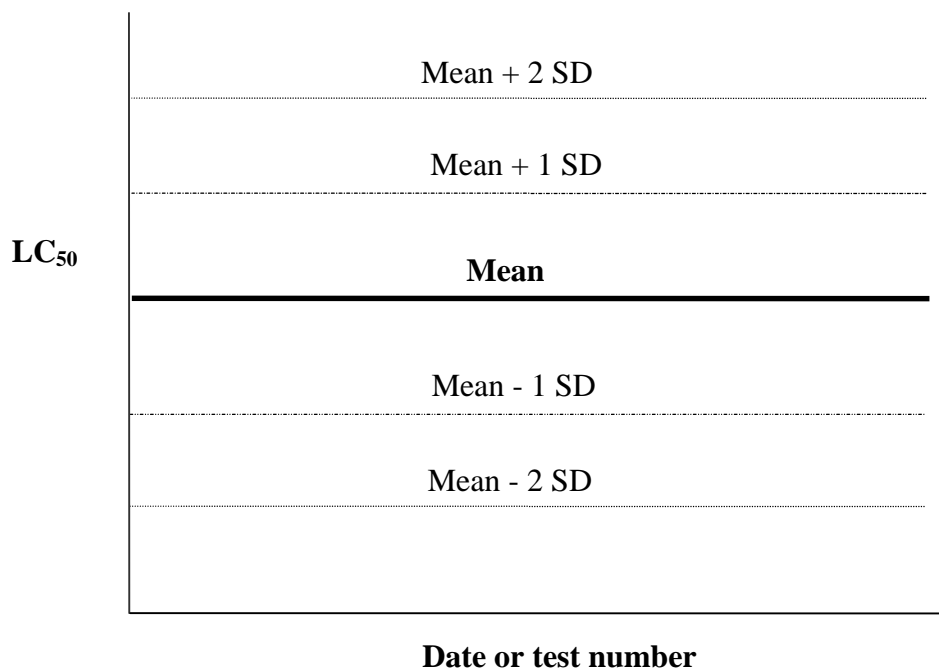 Mean + 2 SD
Mean + 1 SD
LC50
Mean
Mean - 1 SD
Mean - 2 SD
Date or test number